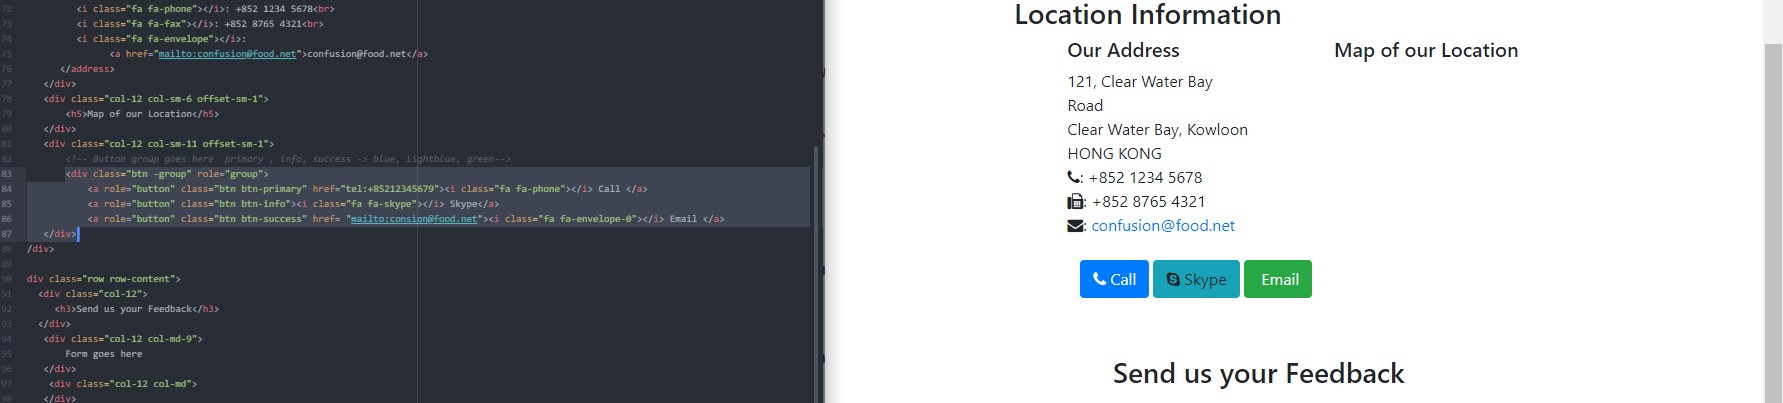 72 <i class="fa fa-phone"></i>: +852 1234 5678<br>
73 <i class="fa fa-fax"></i>: +852 8765 4321<br>
74 <i class="fa fa-envelope"></i>:
75 <a href="mailto:confusion@food.net">confusion@food.net</a>
76 </address>
77 </div>
78 <div class="col-12 col-sm-6 offset-sm-1">
79 <h5>Map of our Location</h5>
80 </div>
81 <div class="col-12 col-sm-11 offset-sm-1">
82 <!-- Button group goes here  primary , info, success -> blue, lightblue, green-->
83 <div class="btn -group" role="group">
84 <a role="button" class="btn btn-primary" href="tel:+85212345679"><i class="fa fa-phone"></i> Call </a>
85 <a role="button" class="btn btn-info"><i class="fa fa-skype"></i> Skype</a>
86 <a role="button" class="btn btn-success" href= "mailto:consion@food.net"><i class="fa fa-envelope-0"></i> Email </a>
87 </div>
88 /div>
89
90 div class="row row-content">
91 <div class="col-12">
92 <h3>Send us your Feedback</h3>
93 </div>
94 <div class="col-12 col-md-9">
95 Form goes here
96 </div>
97 <div class="col-12 col-md">
98 </div>
Location Information
Our Address
121, Clear Water Bay
Road
Clear Water Bay, Kowloon
HONG KONG
: +852 1234 5678
: +852 8765 4321
: confusion@food.net
Map of our Location
Call Skype Email
Send us your Feedback